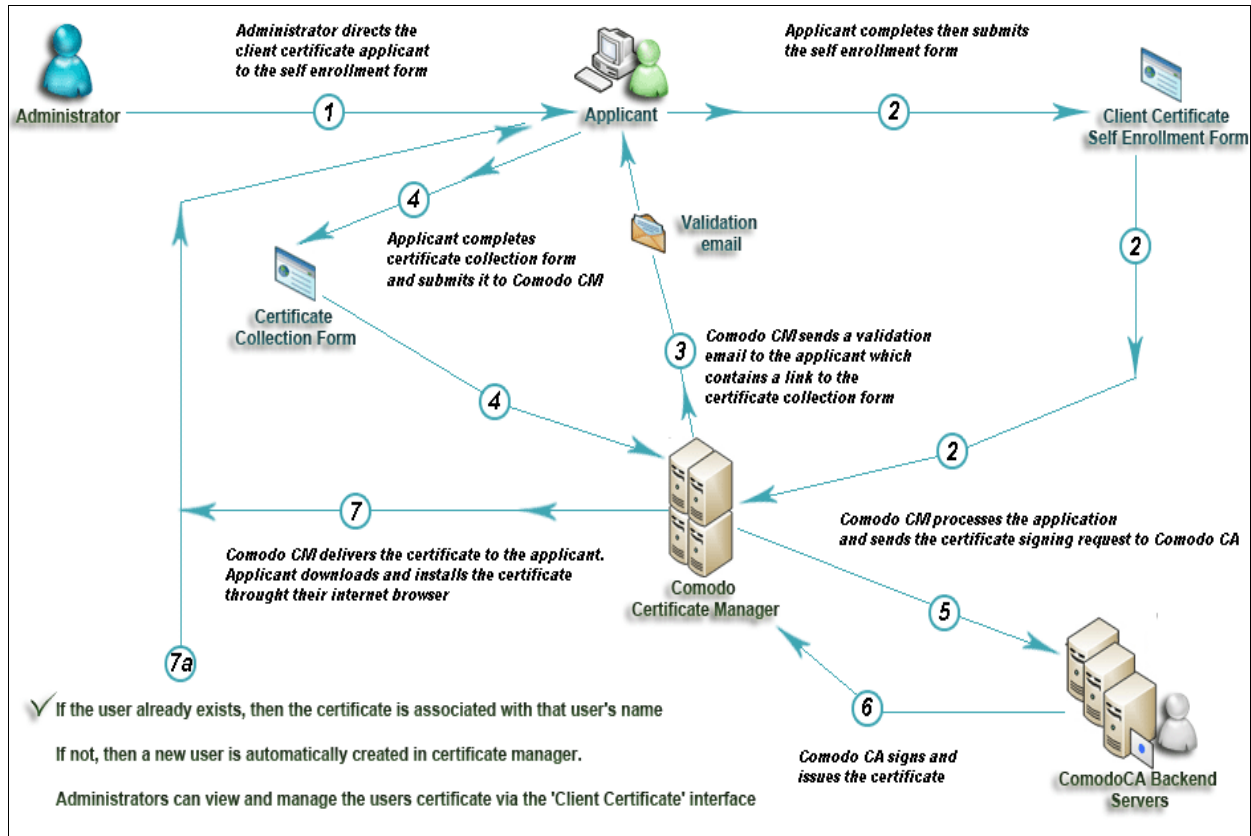 Administrator directs the
client certificate applicant
to the self enrollment form
Applicant completes then submits
the self enrollment form
Administrator
1
Applicant
2
Client Certificate
Self Enrollment Form
4
Applicant completes
certificate collection form
and submits it to Comodo CM
Validation
email
2
Certificate
Collection Form
3
Comodo CM sends a validation
email to the applicant which
contains a link to the
certificate collection form
4
2
7
Comodo CM delivers the certificate to the applicant.
Applicant downloads and installs the certificate
throught their internet browser
Comodo CM processes the application
and sends the certificate signing request to Comodo CA
Comodo
Certificate Manager
5
7a
6
Comodo CA signs and
issues the certificate
ComodoCA Backend
Servers
If the user already exists, then the certificate is associated with that user's name
If not, then a new user is automatically created in certificate manager.
Administrators can view and manage the users certificate via the 'Client Certificate' interface